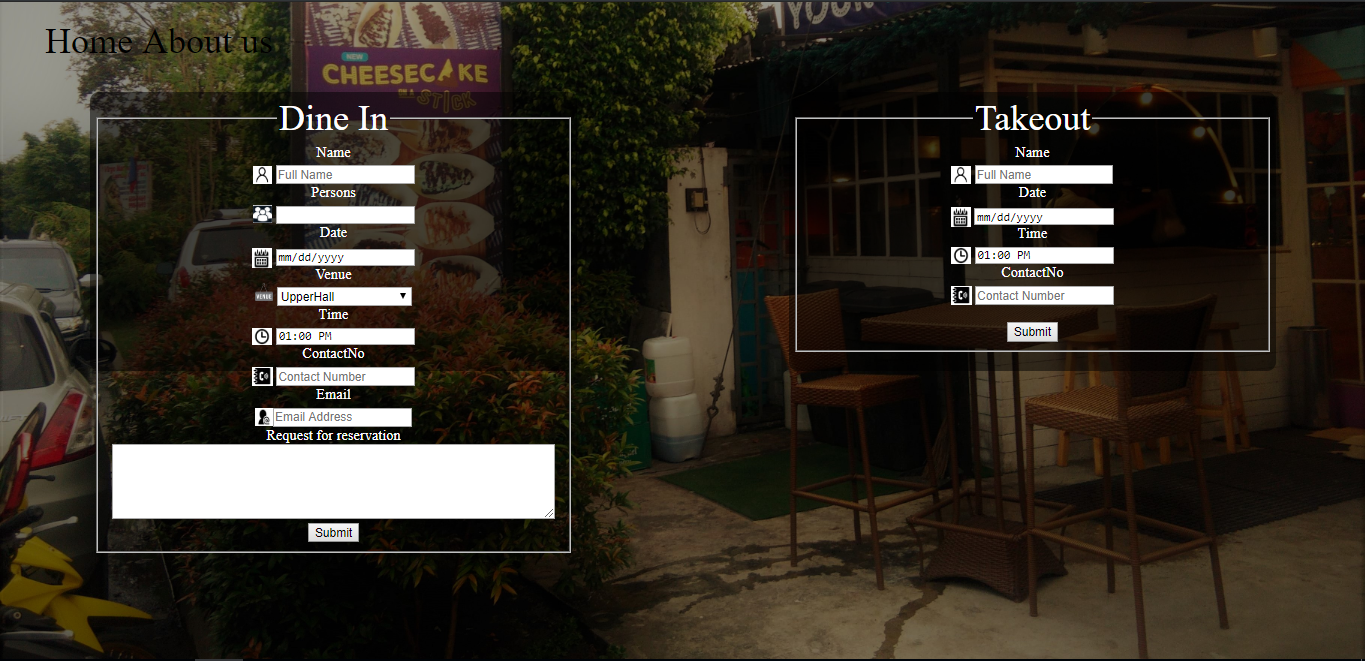 Home About us
YOUR
NEW
CHEESECAKE
STICK
Dine In
Name
Full Name
Persons
Date
mm/dd/yyyy
Venue
VENUE
UpperHall
Time
01:00 PM
ContactNo
Contact Number
Email
Email Address
Request for reservation
Submit
Takeout
Name
Full Name
Date
mm/dd/yyyy
Time
01:00 PM
ContactNo
Contact Number
Submit